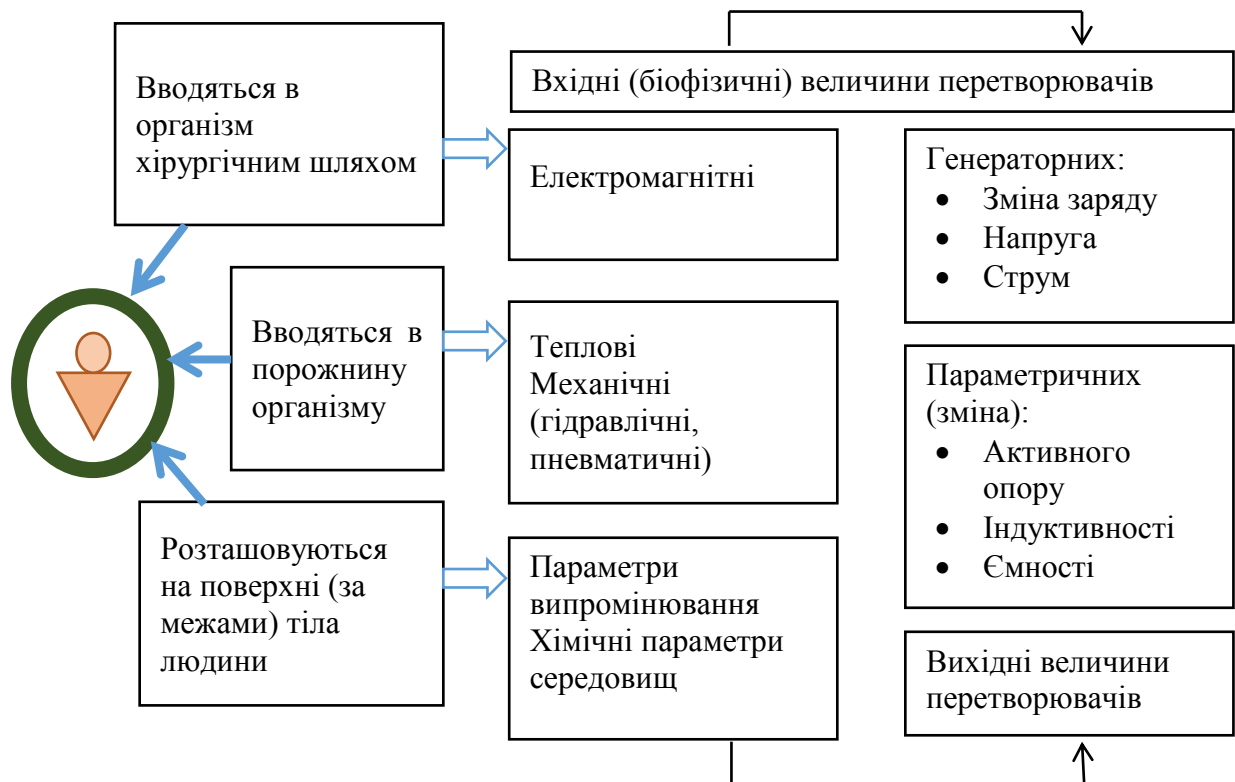 Вводяться в
організм
хірургічним шляхом
Вводяться в
порожнину
організму
Розташовуються
на поверхні (за
межами) тіла
людини
Вхідні (біофізичні) величини перетворювачів
Електромагнітні
Теплові
Механічні
(гідравлічні,
пневматичні)
Параметри
випромінювання
Хімічні параметри
середовищ
Генераторних:
• Зміна заряду
• Напруга
• Струм
Параметричних
(зміна):
• Активного
опору
• Індуктивності
• Ємності
Вихідні величини
перетворювачів